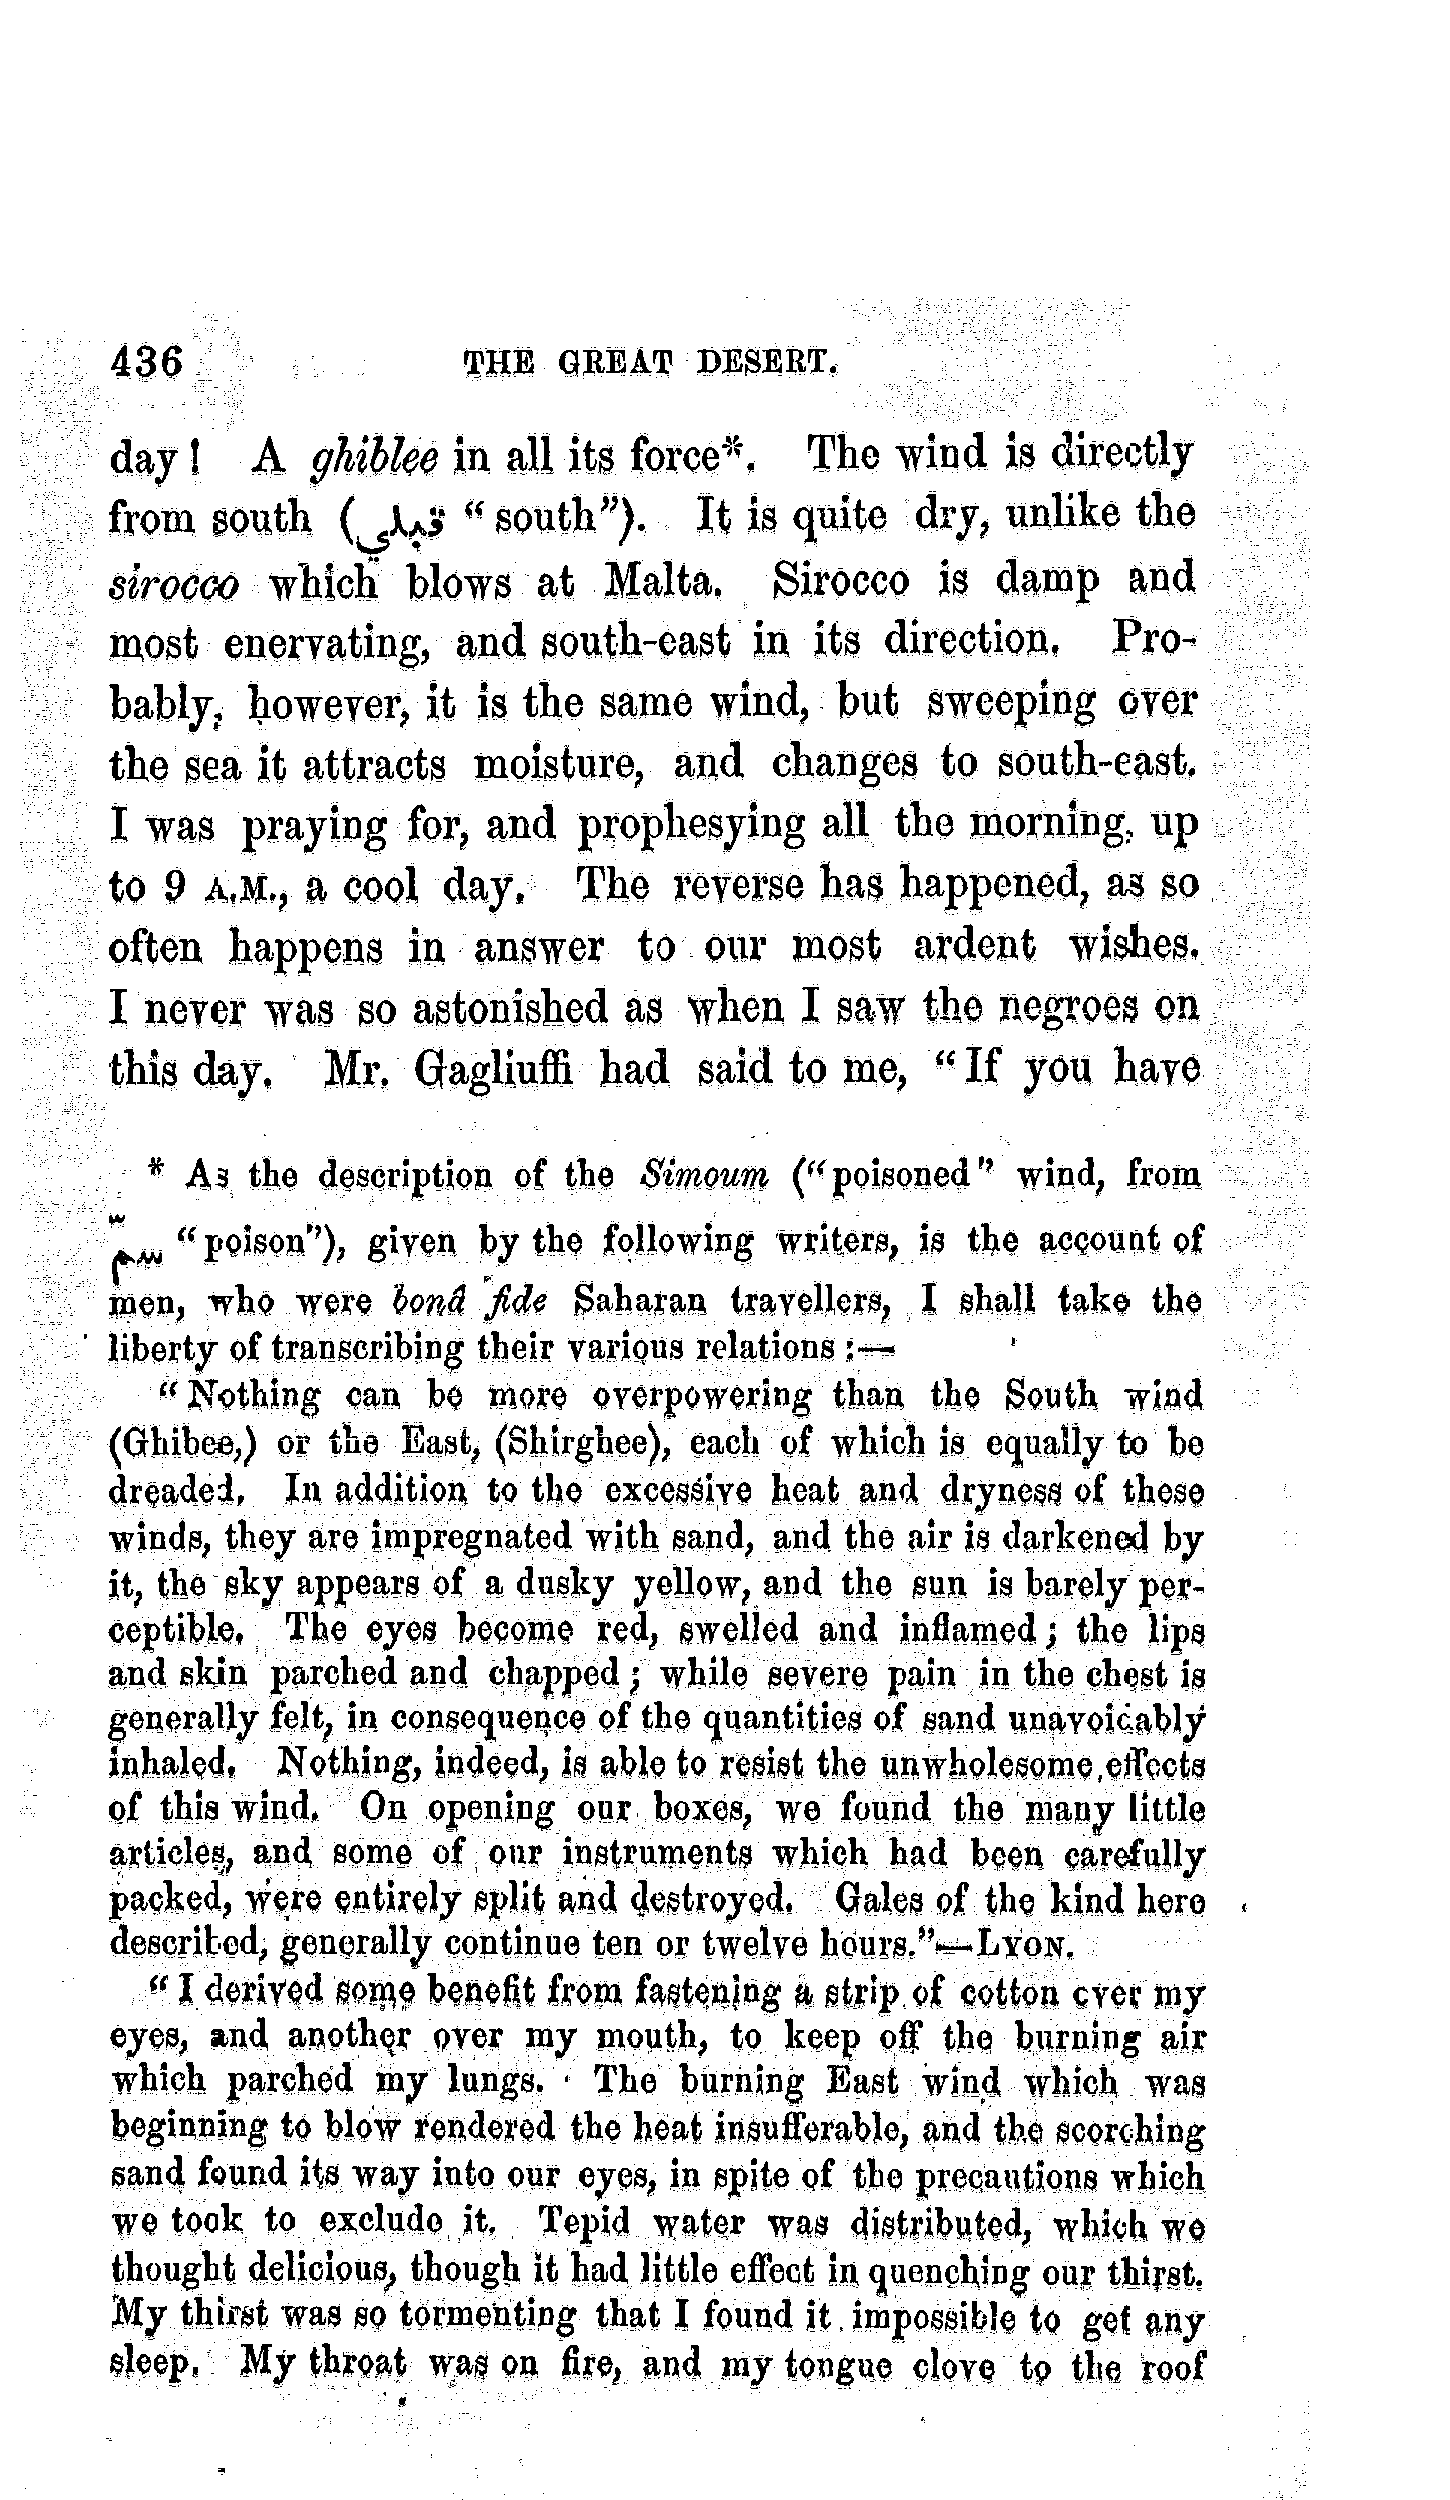 436 THE GREAT DESERT.
day! A ghiblee in all its force*. The wind is directly
from south (قبلي "south"). It is quite dry, unlike the
sirocco which blows at Malta. Sirocco is damp and
most enervating, and south-east in its direction. Pro-
bably, however, it is the same wind, but sweeping over
the sea it attracts moisture, and changes to south-east.
I was praying for, and prophesying all the morning, up
to 9 A.M., a cool day. The reverse has happened, as so
often happens in answer to our most ardent wishes.
I never was so astonished as when I saw the negroes on
this day. Mr. Gagliuffi had said to me, "If you have
* As the description of the Simoum ("poisoned" wind, from
سمّ "poison"), given by the following writers, is the account of
men, who were bonâ fide Saharan travellers, I shall take the
liberty of transcribing their various relations:—
"Nothing can be more overpowering than the South wind
(Ghibee,) or the East, (Shirghee), each of which is equally to be
dreaded. In addition to the excessive heat and dryness of these
winds, they are impregnated with sand, and the air is darkened by
it, the sky appears of a dusky yellow, and the sun is barely per-
ceptible. The eyes become red, swelled and inflamed; the lips
and skin parched and chapped; while severe pain in the chest is
generally felt, in consequence of the quantities of sand unavoidably
inhaled. Nothing, indeed, is able to resist the unwholesome effects
of this wind. On opening our boxes, we found the many little
articles, and some of our instruments which had been carefully
packed, were entirely split and destroyed. Gales of the kind here
described, generally continue ten or twelve hours."—LYON.
"I derived some benefit from fastening a strip of cotton over my
eyes, and another over my mouth, to keep off the burning air
which parched my lungs. The burning East wind which was
beginning to blow rendered the heat insufferable, and the scorching
sand found its way into our eyes, in spite of the precautions which
we took to exclude it. Tepid water was distributed, which we
thought delicious, though it had little effect in quenching our thirst.
My thirst was so tormenting that I found it impossible to get any
sleep. My throat was on fire, and my tongue clove to the roof